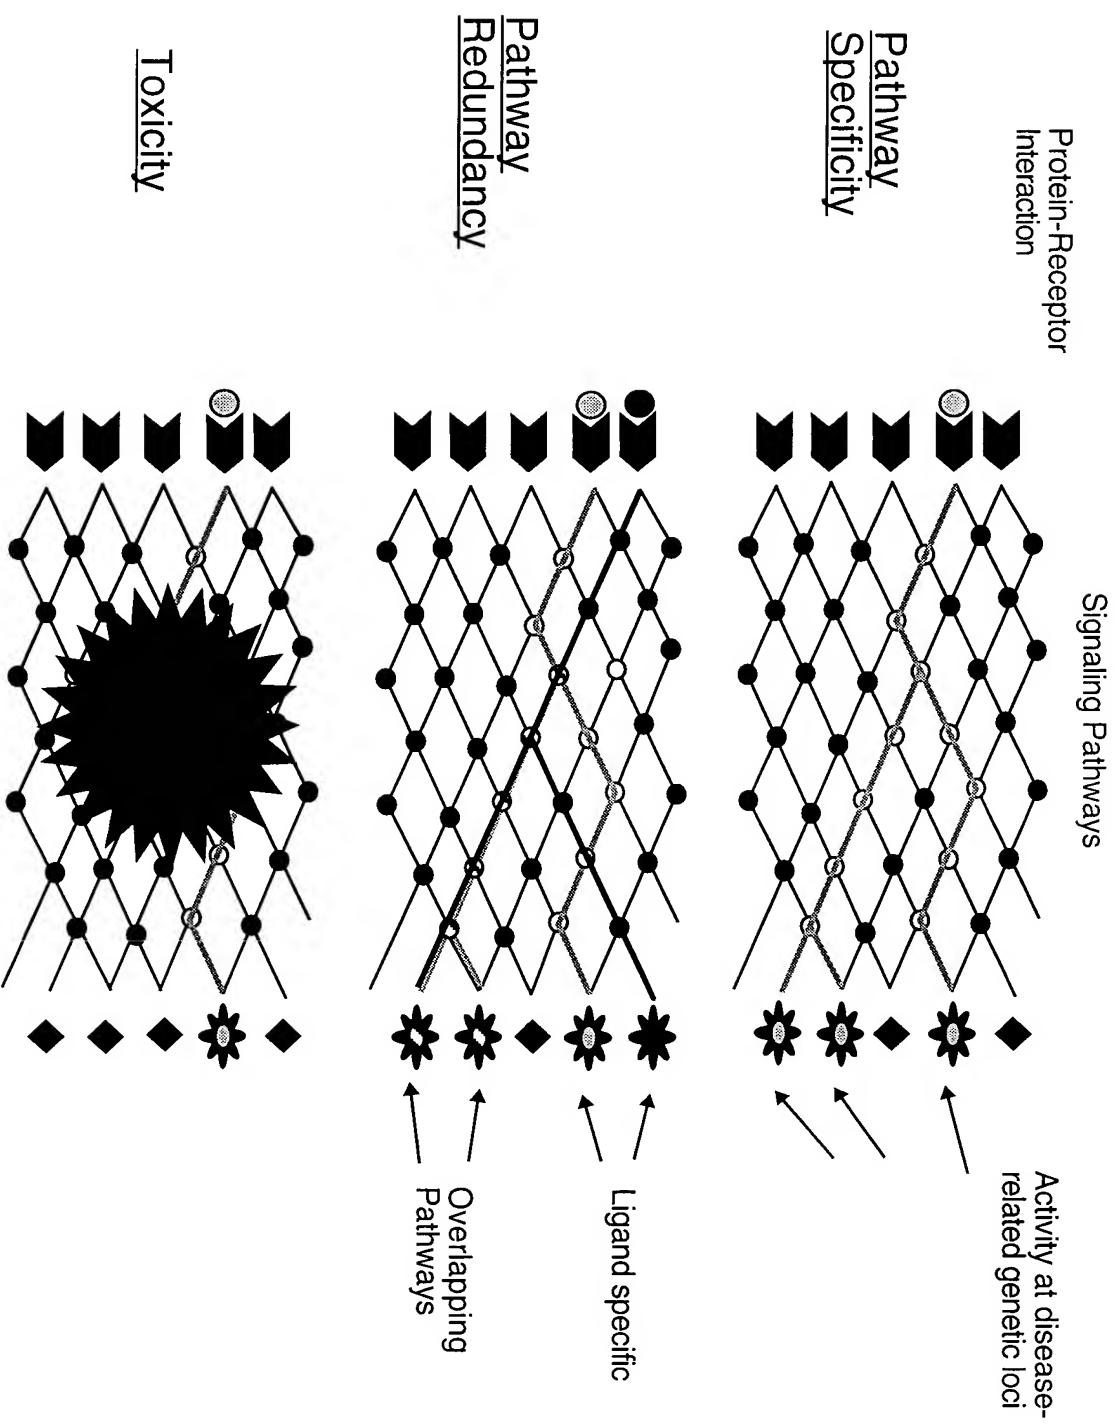 Protein-Receptor
Interaction
Signaling Pathways
Activity at disease-
related genetic loci
Pathway
Specificity
Ligand specific
Pathway
Redundancy
Overlapping
Pathways
Toxicity